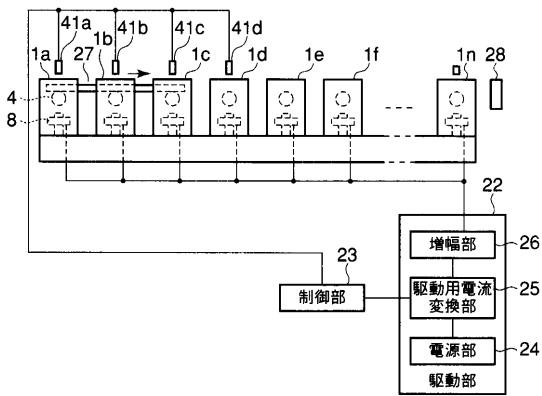 41a 41b 41c 41d
1a 27 1b 1c 1d 1e 1f 1n 28
4
8
22
増幅部 26
23
制御部
駆動用電流
変換部 25
電源部 24
駆動部